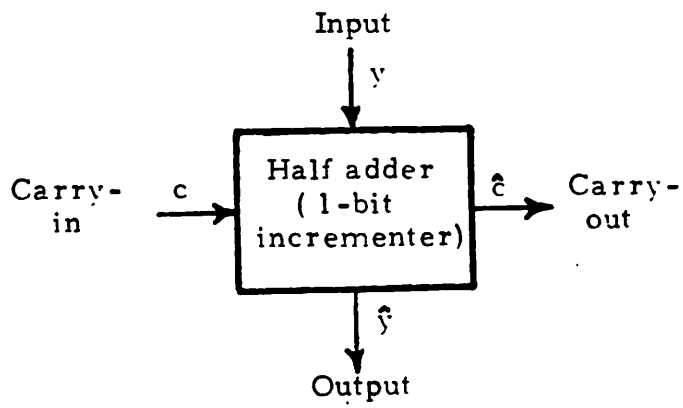 Input
y
Carry-
in
c
Half adder
( 1-bit
incrementer)
ĉ
Carry-
out
ŷ
Output